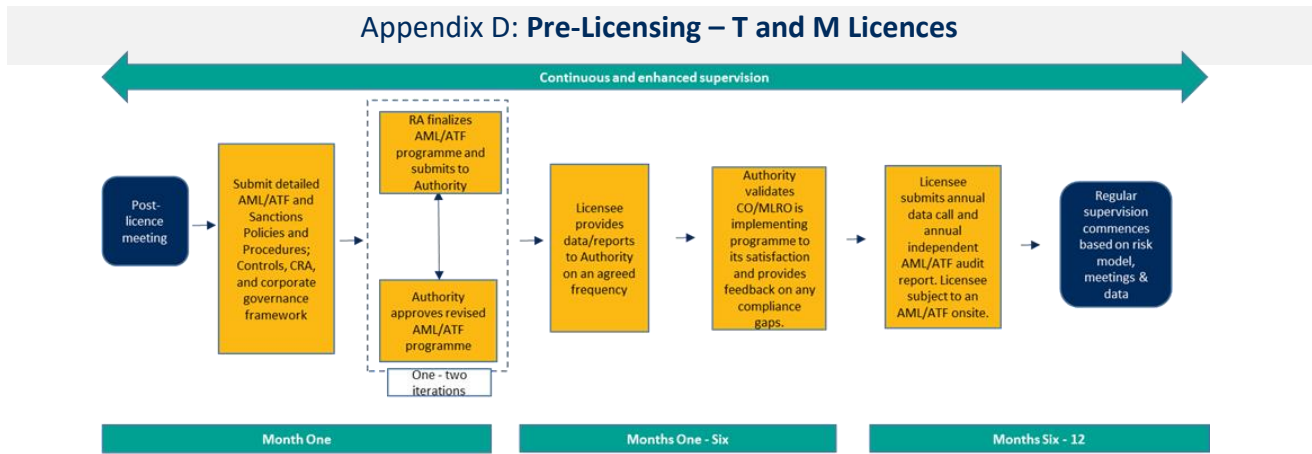 Appendix D: Pre-Licensing – T and M Licences
Continuous and enhanced supervision
Post-
licence
meeting
Submit detailed
AML/ATF and
Sanctions
Policies and
Procedures;
Controls, CRA,
and corporate
governance
framework
RA finalizes
AML/ATF
programme and
submits to
Authority
Authority
approves revised
AML/ATF
programme
One - two
iterations
Licensee
provides
data/reports
to Authority
on an agreed
frequency
Authority
validates
CO/MLRO is
implementing
programme to
its satisfaction
and provides
feedback on any
compliance
gaps.
Licensee
submits annual
data call and
annual
independent
AML/ATF audit
report. Licensee
subject to an
AML/ATF onsite.
Regular
supervision
commences
based on risk
model,
meetings &
data
Month One
Months One - Six
Months Six - 12